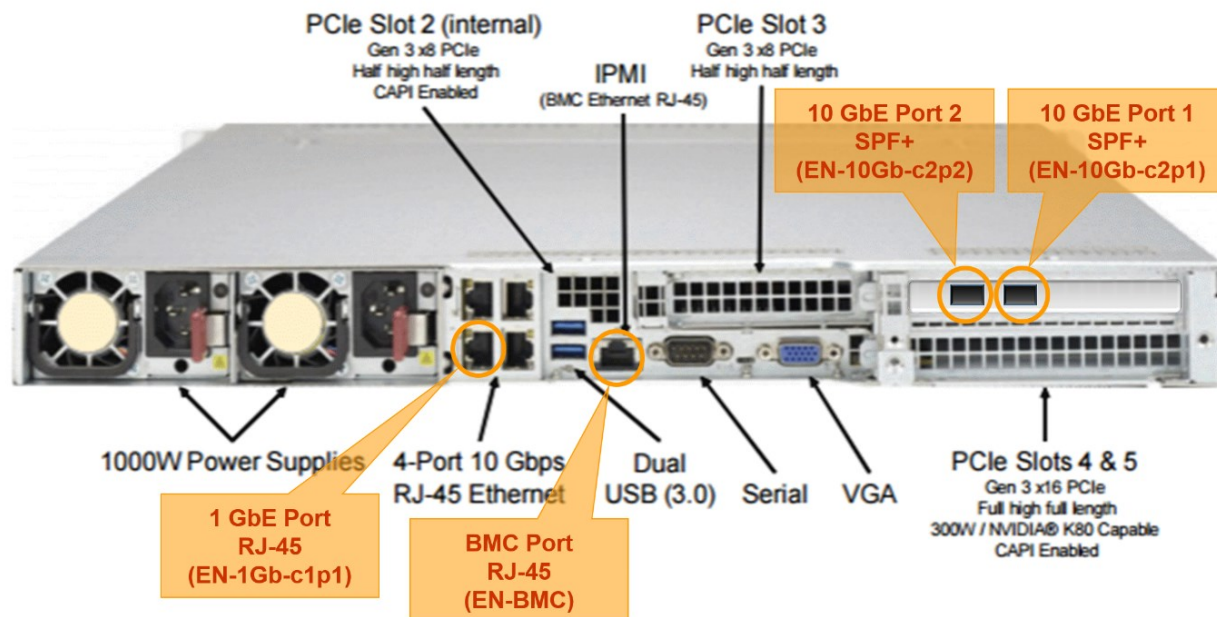 PCIe Slot 2 (internal)
Gen 3 x8 PCIe
Half high half length
CAPI Enabled
IPMI
(BMC Ethernet RJ-45)
PCIe Slot 3
Gen 3 x8 PCIe
Half high half length
10 GbE Port 2
SPF+
(EN-10Gb-c2p2)
10 GbE Port 1
SPF+
(EN-10Gb-c2p1)
1000W Power Supplies
4-Port 10 Gbps
RJ-45 Ethernet
Dual
USB (3.0)
Serial
VGA
PCIe Slots 4 & 5
Gen 3 x16 PCIe
Full high full length
300W / NVIDIA® K80 Capable
CAPI Enabled
1 GbE Port
RJ-45
(EN-1Gb-c1p1)
BMC Port
RJ-45
(EN-BMC)